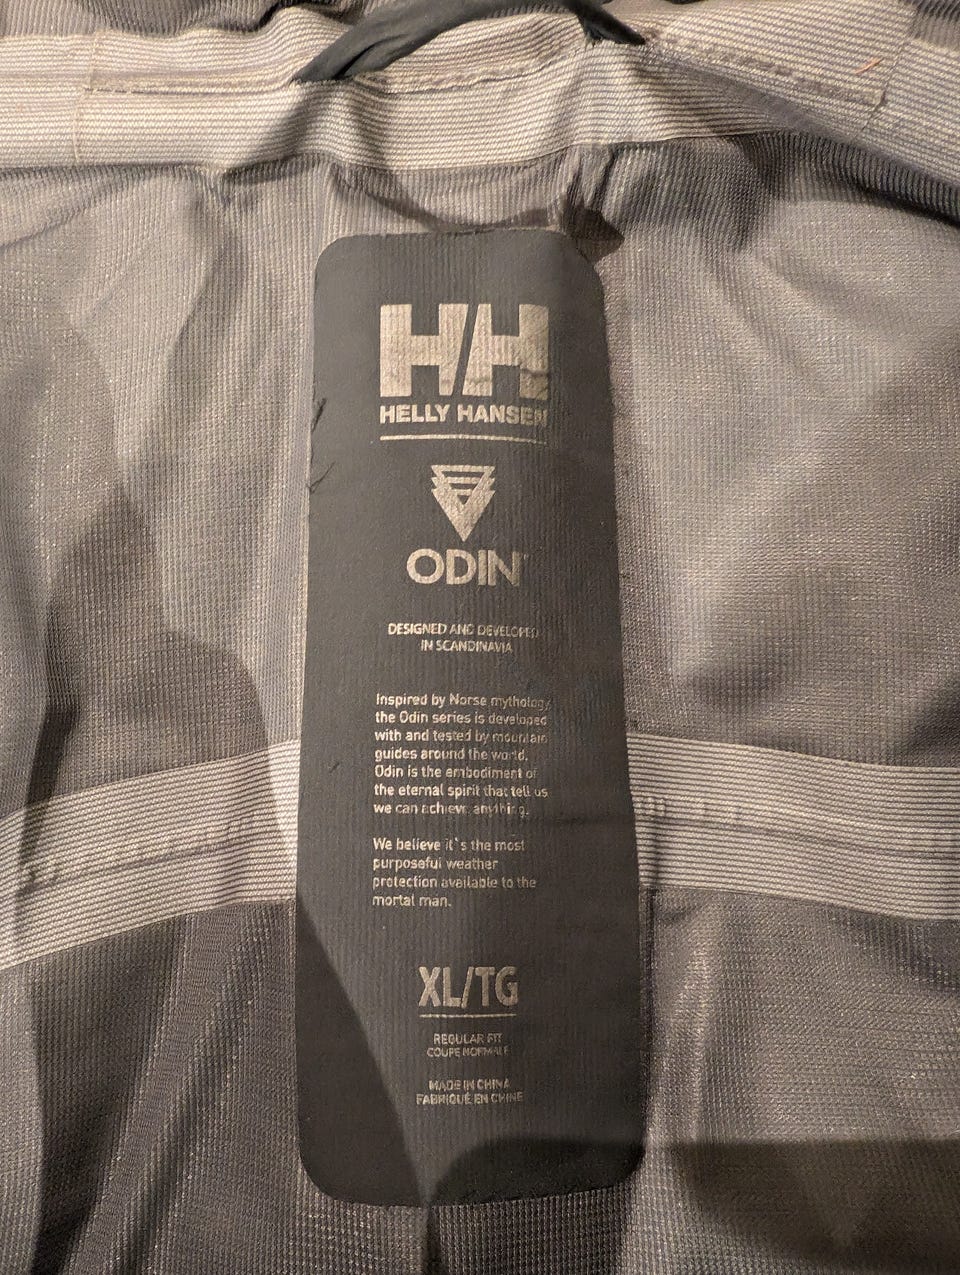 HH
HELLY HANSEN
ODIN
DESIGNED AND DEVELOPED
IN SCANDINAVIA
Inspired by Norse mythology
the Odin series is developed
with and tested by mountain
guides around the world.
Odin is the embodiment of
the eternal spirit that tell us
we can achieve anything.
We believe it`s the most
purposeful weather
protection available to the
mortal man.
XL/TG
REGULAR FIT
COUPE NORMALE
MADE IN CHINA
FABRIQUÉ EN CHINE